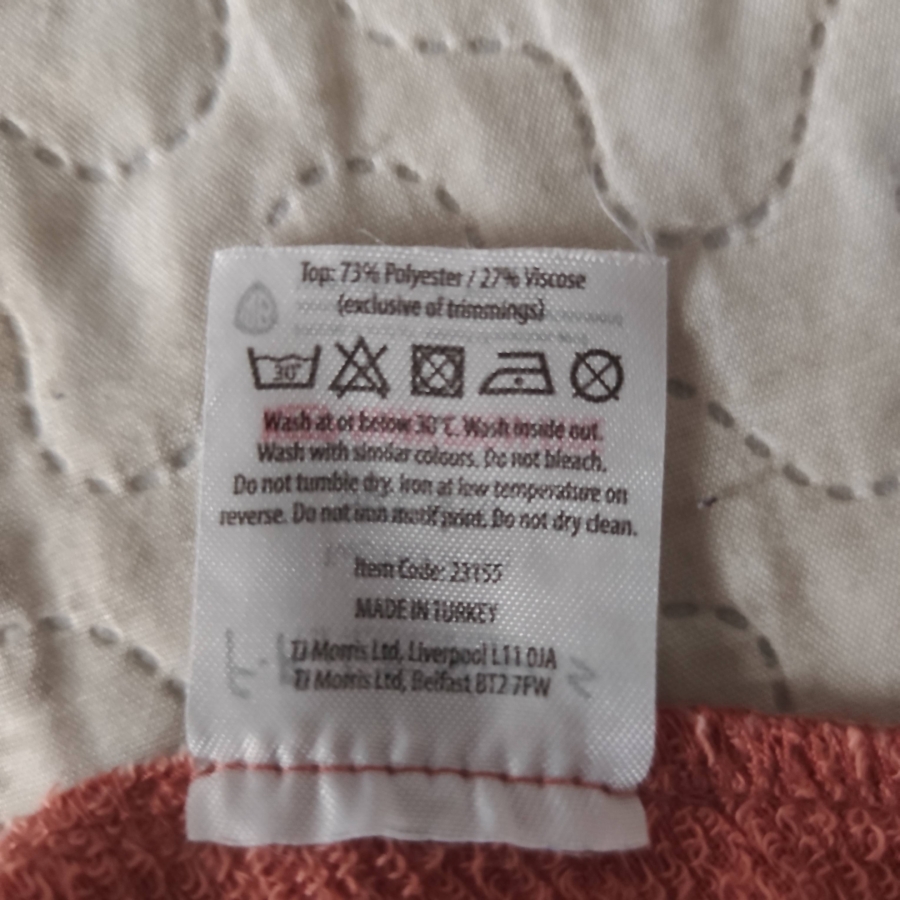 Top: 73% Polyester / 27% Viscose
(exclusive of trimmings)
30°
Wash at or below 30°C. Wash inside out.
Wash with similar colours. Do not bleach.
Do not tumble dry. Iron at low temperature on
reverse. Do not iron motif print. Do not dry clean.
Item Code: 23155
MADE IN TURKEY
TJ Morris Ltd, Liverpool L11 0JA
TJ Morris Ltd, Belfast BT2 7FW